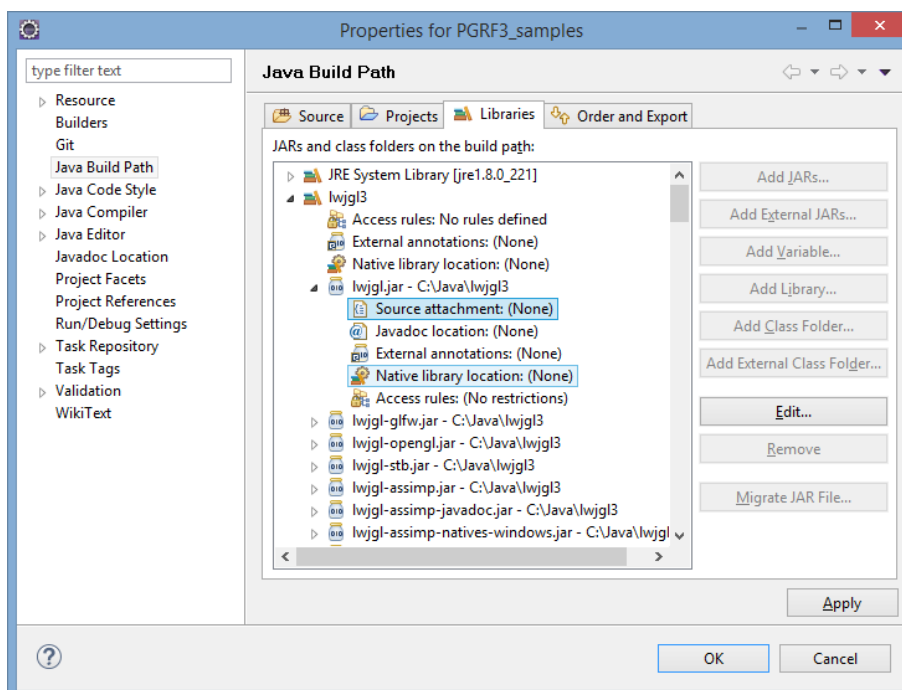 Properties for PGRF3_samples
type filter text
Resource
Builders
Git
Java Build Path
Java Code Style
Java Compiler
Java Editor
Javadoc Location
Project Facets
Project References
Run/Debug Settings
Task Repository
Task Tags
Validation
WikiText
Java Build Path
Source
Projects
Libraries
Order and Export
JARs and class folders on the build path:
JRE System Library [jre1.8.0_221]
lwjgl3
Access rules: No rules defined
External annotations: (None)
Native library location: (None)
lwjgl.jar - C:\Java\lwjgl3
Source attachment: (None)
Javadoc location: (None)
External annotations: (None)
Native library location: (None)
Access rules: (No restrictions)
lwjgl-glfw.jar - C:\Java\lwjgl3
lwjgl-opengl.jar - C:\Java\lwjgl3
lwjgl-stb.jar - C:\Java\lwjgl3
lwjgl-assimp.jar - C:\Java\lwjgl3
lwjgl-assimp-javadoc.jar - C:\Java\lwjgl3
lwjgl-assimp-natives-windows.jar - C:\Java\lwjgl
Add JARs...
Add External JARs...
Add Variable...
Add Library...
Add Class Folder...
Add External Class Folder...
Edit...
Remove
Migrate JAR File...
Apply
OK
Cancel